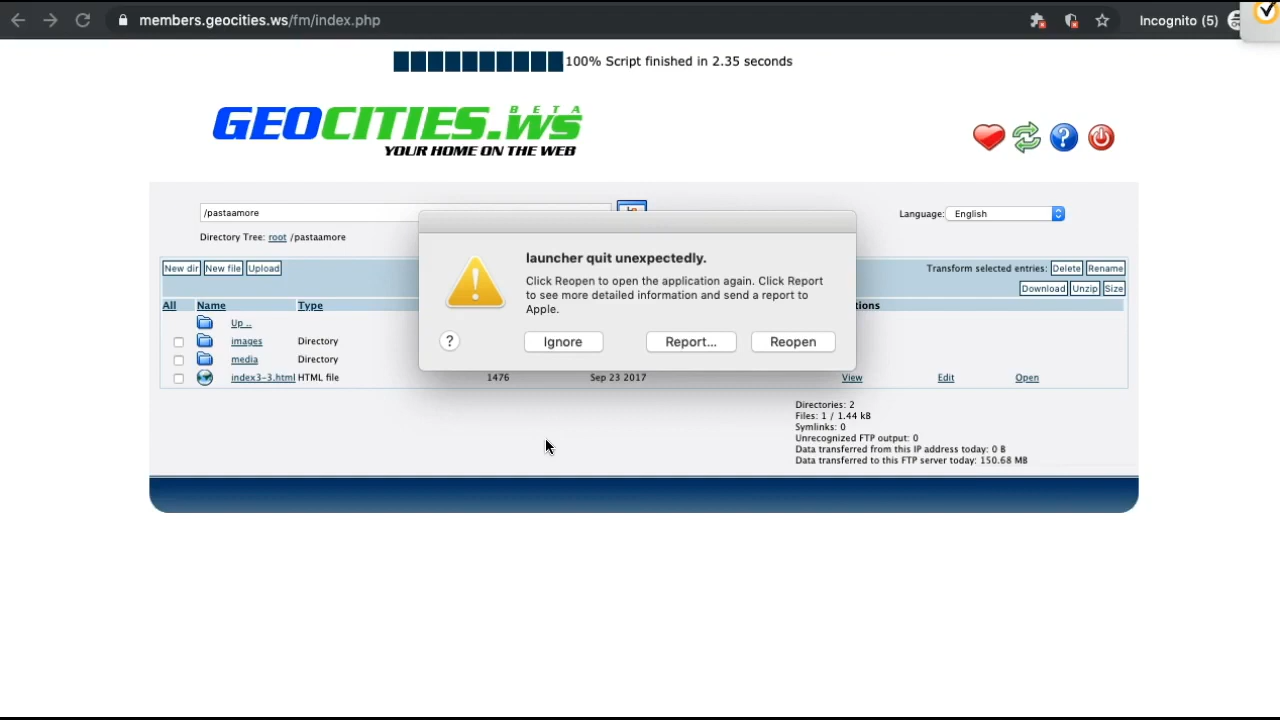 members.geocities.ws/fm/index.php
Incognito (5)
100% Script finished in 2.35 seconds
BETA
GEOCITIES.WS
YOUR HOME ON THE WEB
/pastaamore
Language: English
Directory Tree: root /pastaamore
launcher quit unexpectedly.
Click Reopen to open the application again. Click Report
to see more detailed information and send a report to
Apple.
? Ignore Report... Reopen
New dir New file Upload
Transform selected entries: Delete Rename
Download Unzip Size
All Name Type
Up ..
images Directory
media Directory
index3-3.html HTML file 1476 Sep 23 2017 View Edit Open
Directories: 2
Files: 1 / 1.44 kB
Symlinks: 0
Unrecognized FTP output: 0
Data transferred from this IP address today: 0 B
Data transferred to this FTP server today: 150.68 MB